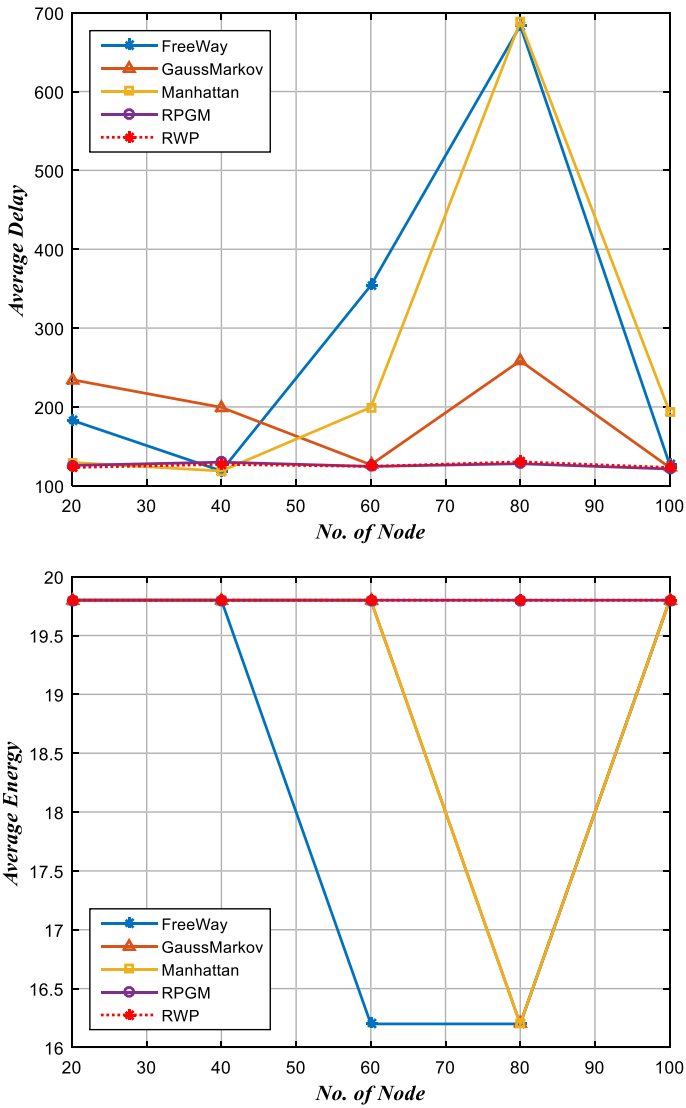 700
600
500
400
300
200
100
Average Delay
FreeWay
GaussMarkov
Manhattan
RPGM
RWP
20 30 40 50 60 70 80 90 100
No. of Node
20
19.5
19
18.5
18
17.5
17
16.5
16
Average Energy
FreeWay
GaussMarkov
Manhattan
RPGM
RWP
20 30 40 50 60 70 80 90 100
No. of Node